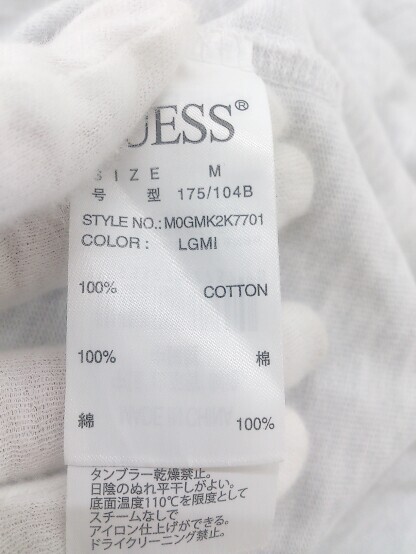 GUESS®
SIZE M
号 型 175/104B
STYLE NO.: M0GMK2K7701
COLOR : LGMI
100% COTTON
100% 棉
綿 100%
タンブラー乾燥禁止。
日陰のぬれ平干しがよい。
底面温度110℃を限度として
スチームなしで
アイロン仕上げができる。
ドライクリーニング禁止。